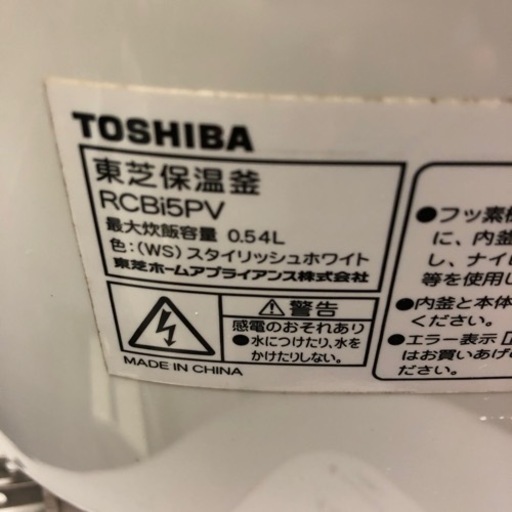 TOSHIBA
東芝保温釜
RCBi5PV
最大炊飯容量 0.54L
色:(WS)スタイリッシュホワイト
東芝ホームアプライアンス株式会社
⚠警告
感電のおそれあり
●水につけたり、水を
かけたりしない。
MADE IN CHINA
●フッ素
に、内釜
し、ナイ
等を使用
●内釜と本体
ください。
●エラー表示
はお買いあげ